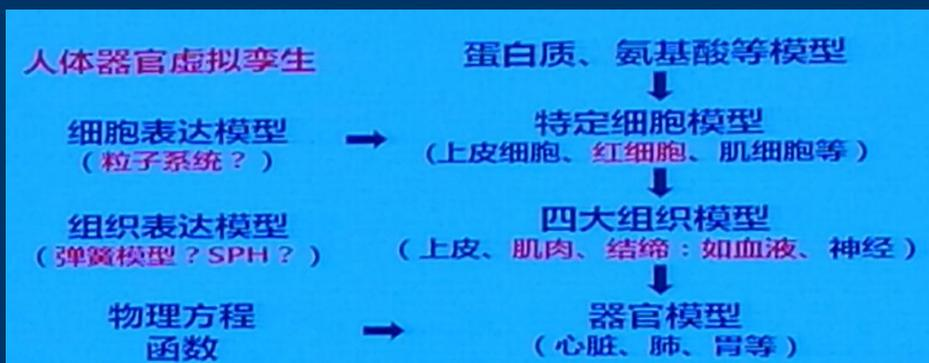 人体器官虚拟孪生
蛋白质、氨基酸等模型
细胞表达模型
(粒子系统?)
特定细胞模型
(上皮细胞、红细胞、肌细胞等)
组织表达模型
(弹簧模型?SPH?)
四大组织模型
(上皮、肌肉、结缔:如血液、神经)
物理方程
函数
器官模型
(心脏、肺、胃等)